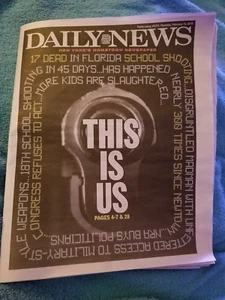 DAILY NEWS
NEW YORK'S HOMETOWN NEWSPAPER
17 DEAD IN FLORIDA SCHOOL SHOOTING...
DISGRUNTLED MADMAN WITH
UNFETTERED ACCESS TO MILITARY-STYLE
WEAPONS. 18TH SCHOOL SHOOTING
IN 45 DAYS...HAS HAPPENED
NEARLY 300 TIMES SINCE NEWTOWN...
NRA BUYS POLITICIANS...
CONGRESS REFUSES TO ACT...
MORE KIDS ARE SLAUGHTERED...
THIS
IS
US
PAGES 4-7 & 28